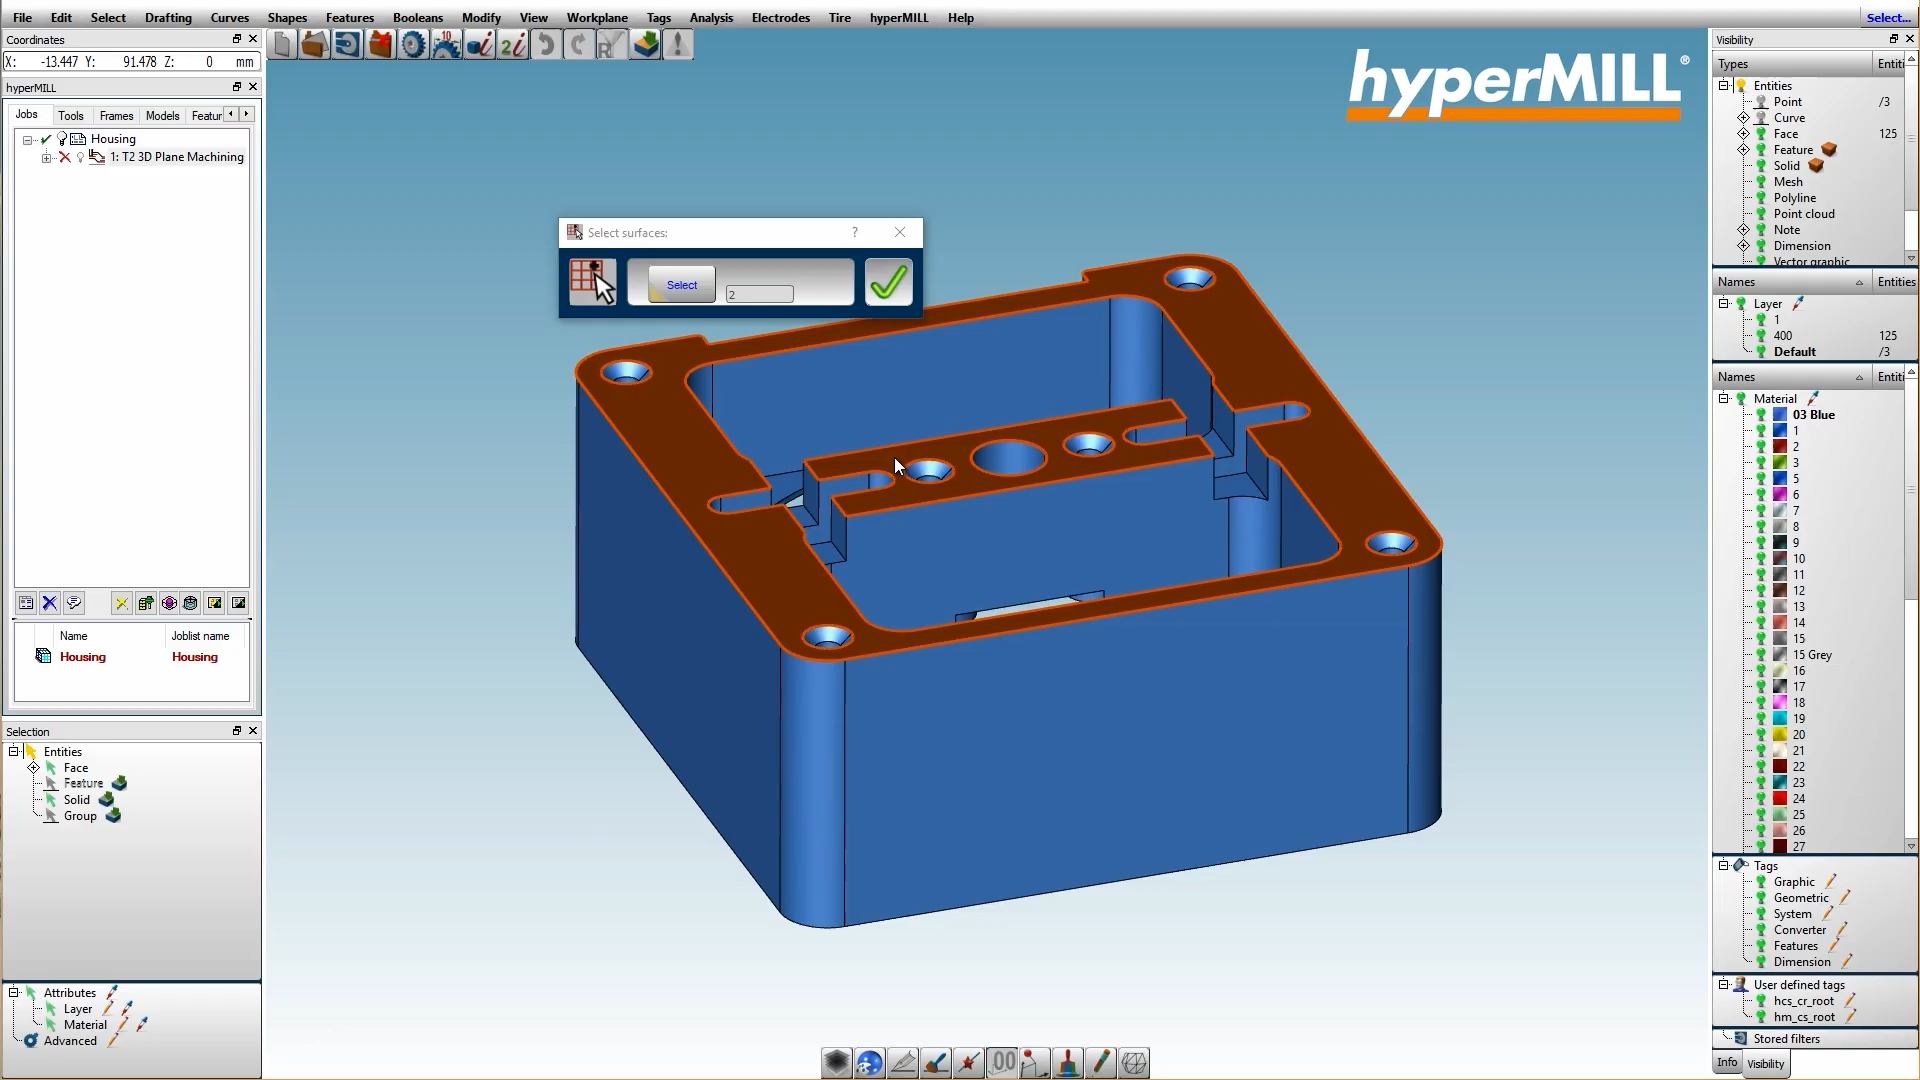 File Edit Select Drafting Curves Shapes Features Booleans Modify View Workplane Tags Analysis Electrodes Tire hyperMILL Help Select...
Coordinates
X: -13.447 Y: 91.478 Z: 0 mm
hyperMILL
Jobs Tools Frames Models Featur
Housing
1: T2 3D Plane Machining
Name Joblist name
Housing Housing
Selection
Entities
Face
Feature
Solid
Group
Attributes
Layer
Material
Advanced
10
2
R
hyperMILL®
Select surfaces: ?
Select 2
00
Visibility
Types Entiti
Entities
Point /3
Curve
Face 125
Feature
Solid
Mesh
Polyline
Point cloud
Note
Dimension
Vector graphic
Names Entities
Layer
1
400 125
Default /3
Names Entiti
Material
03 Blue
1
2
3
5
6
7
8
9
10
11
12
13
14
15
15 Grey
16
17
18
19
20
21
22
23
24
25
26
27
Tags
Graphic
Geometric
System
Converter
Features
Dimension
User defined tags
hcs_cr_root
hm_cs_root
Stored filters
Info Visibility